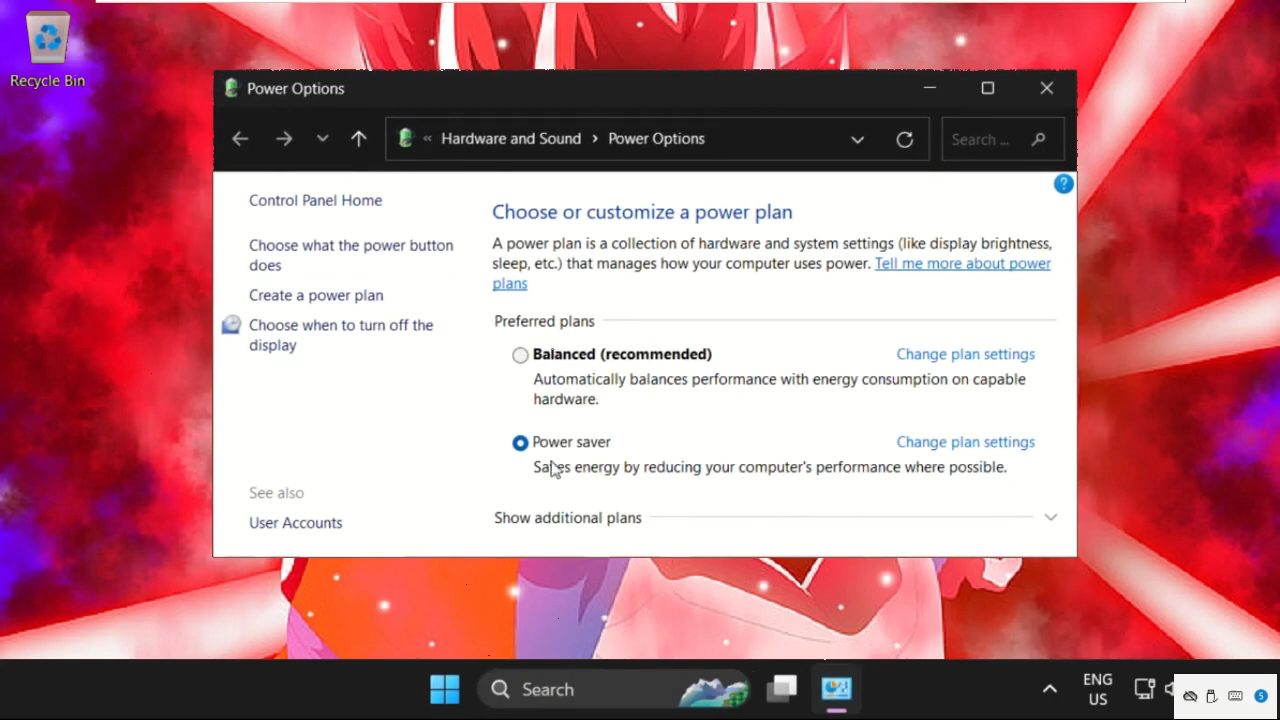 Recycle Bin
Power Options
« Hardware and Sound > Power Options
Search ...
Control Panel Home
Choose what the power button
does
Create a power plan
Choose when to turn off the
display
See also
User Accounts
Choose or customize a power plan
A power plan is a collection of hardware and system settings (like display brightness,
sleep, etc.) that manages how your computer uses power. Tell me more about power
plans
Preferred plans
Balanced (recommended)
Change plan settings
Automatically balances performance with energy consumption on capable
hardware.
Power saver
Change plan settings
Saves energy by reducing your computer's performance where possible.
Show additional plans
Search
ENG
US
5